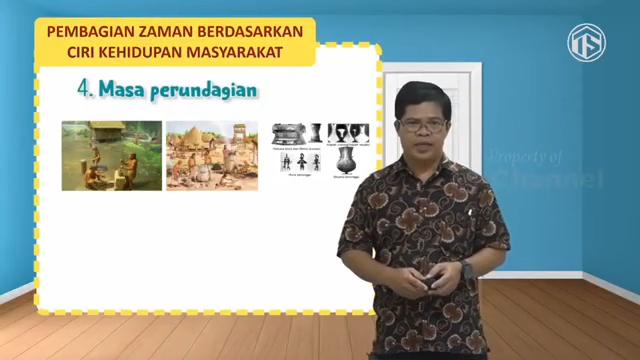 PEMBAGIAN ZAMAN BERDASARKAN
CIRI KEHIDUPAN MASYARAKAT
4. Masa perundagian
Property of
Channel